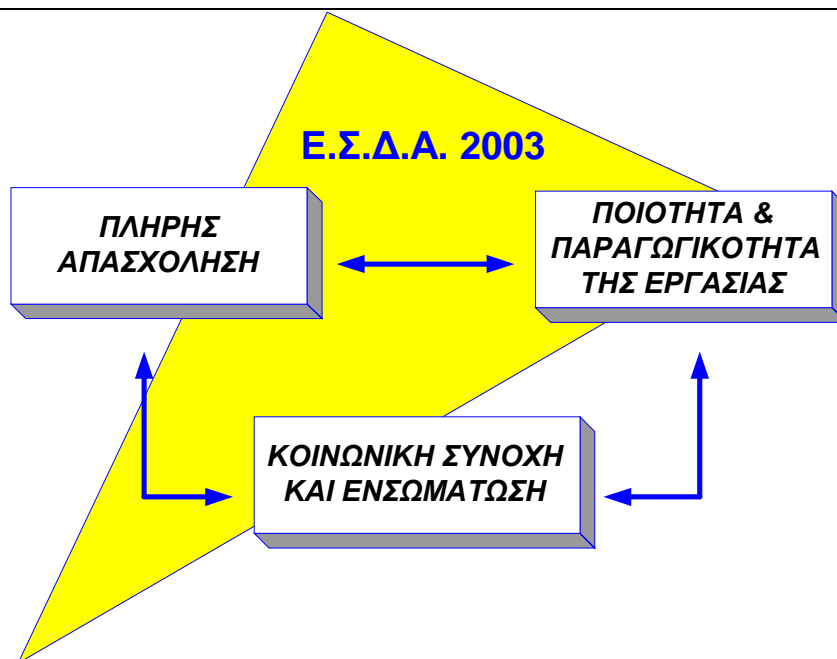 Ε.Σ.Δ.Α. 2003
ΠΛΗΡΗΣ
ΑΠΑΣΧΟΛΗΣΗ
ΠΟΙΟΤΗΤΑ &
ΠΑΡΑΓΩΓΙΚΟΤΗΤΑ
ΤΗΣ ΕΡΓΑΣΙΑΣ
ΚΟΙΝΩΝΙΚΗ ΣΥΝΟΧΗ
ΚΑΙ ΕΝΣΩΜΑΤΩΣΗ